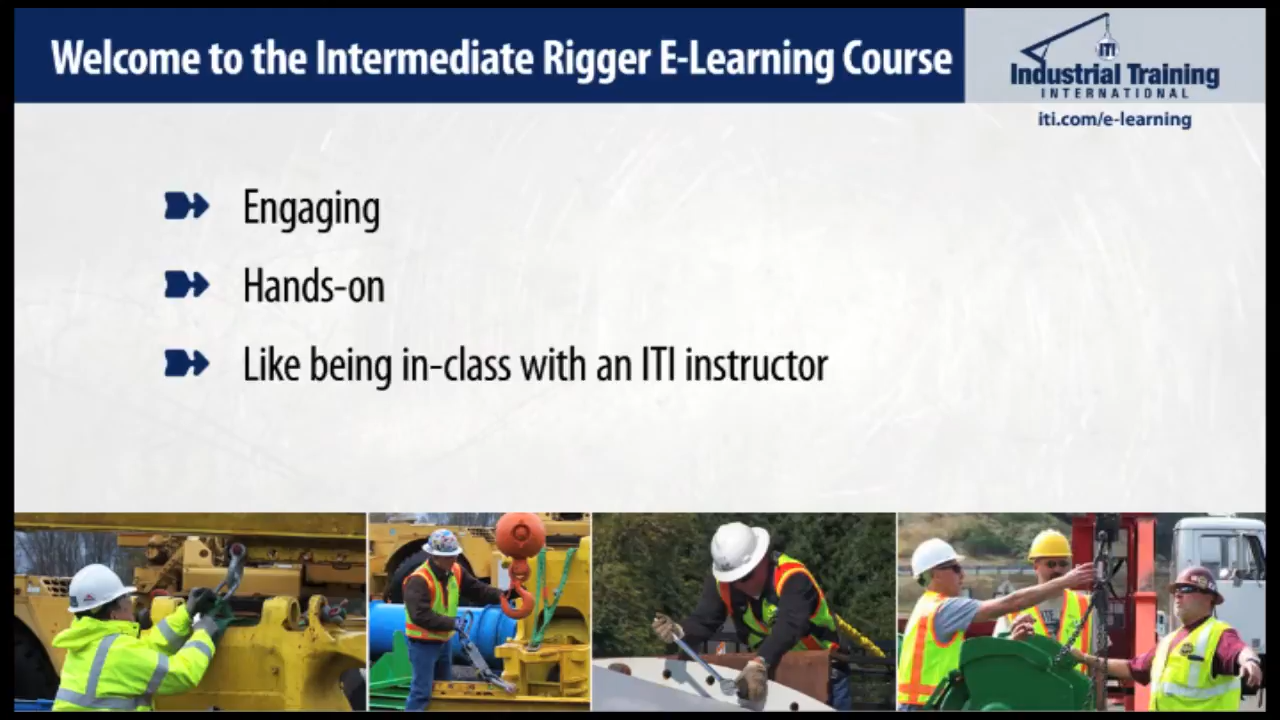 Welcome to the Intermediate Rigger E-Learning Course
ITI
Industrial Training
INTERNATIONAL
iti.com/e-learning
Engaging
Hands-on
Like being in-class with an ITI instructor